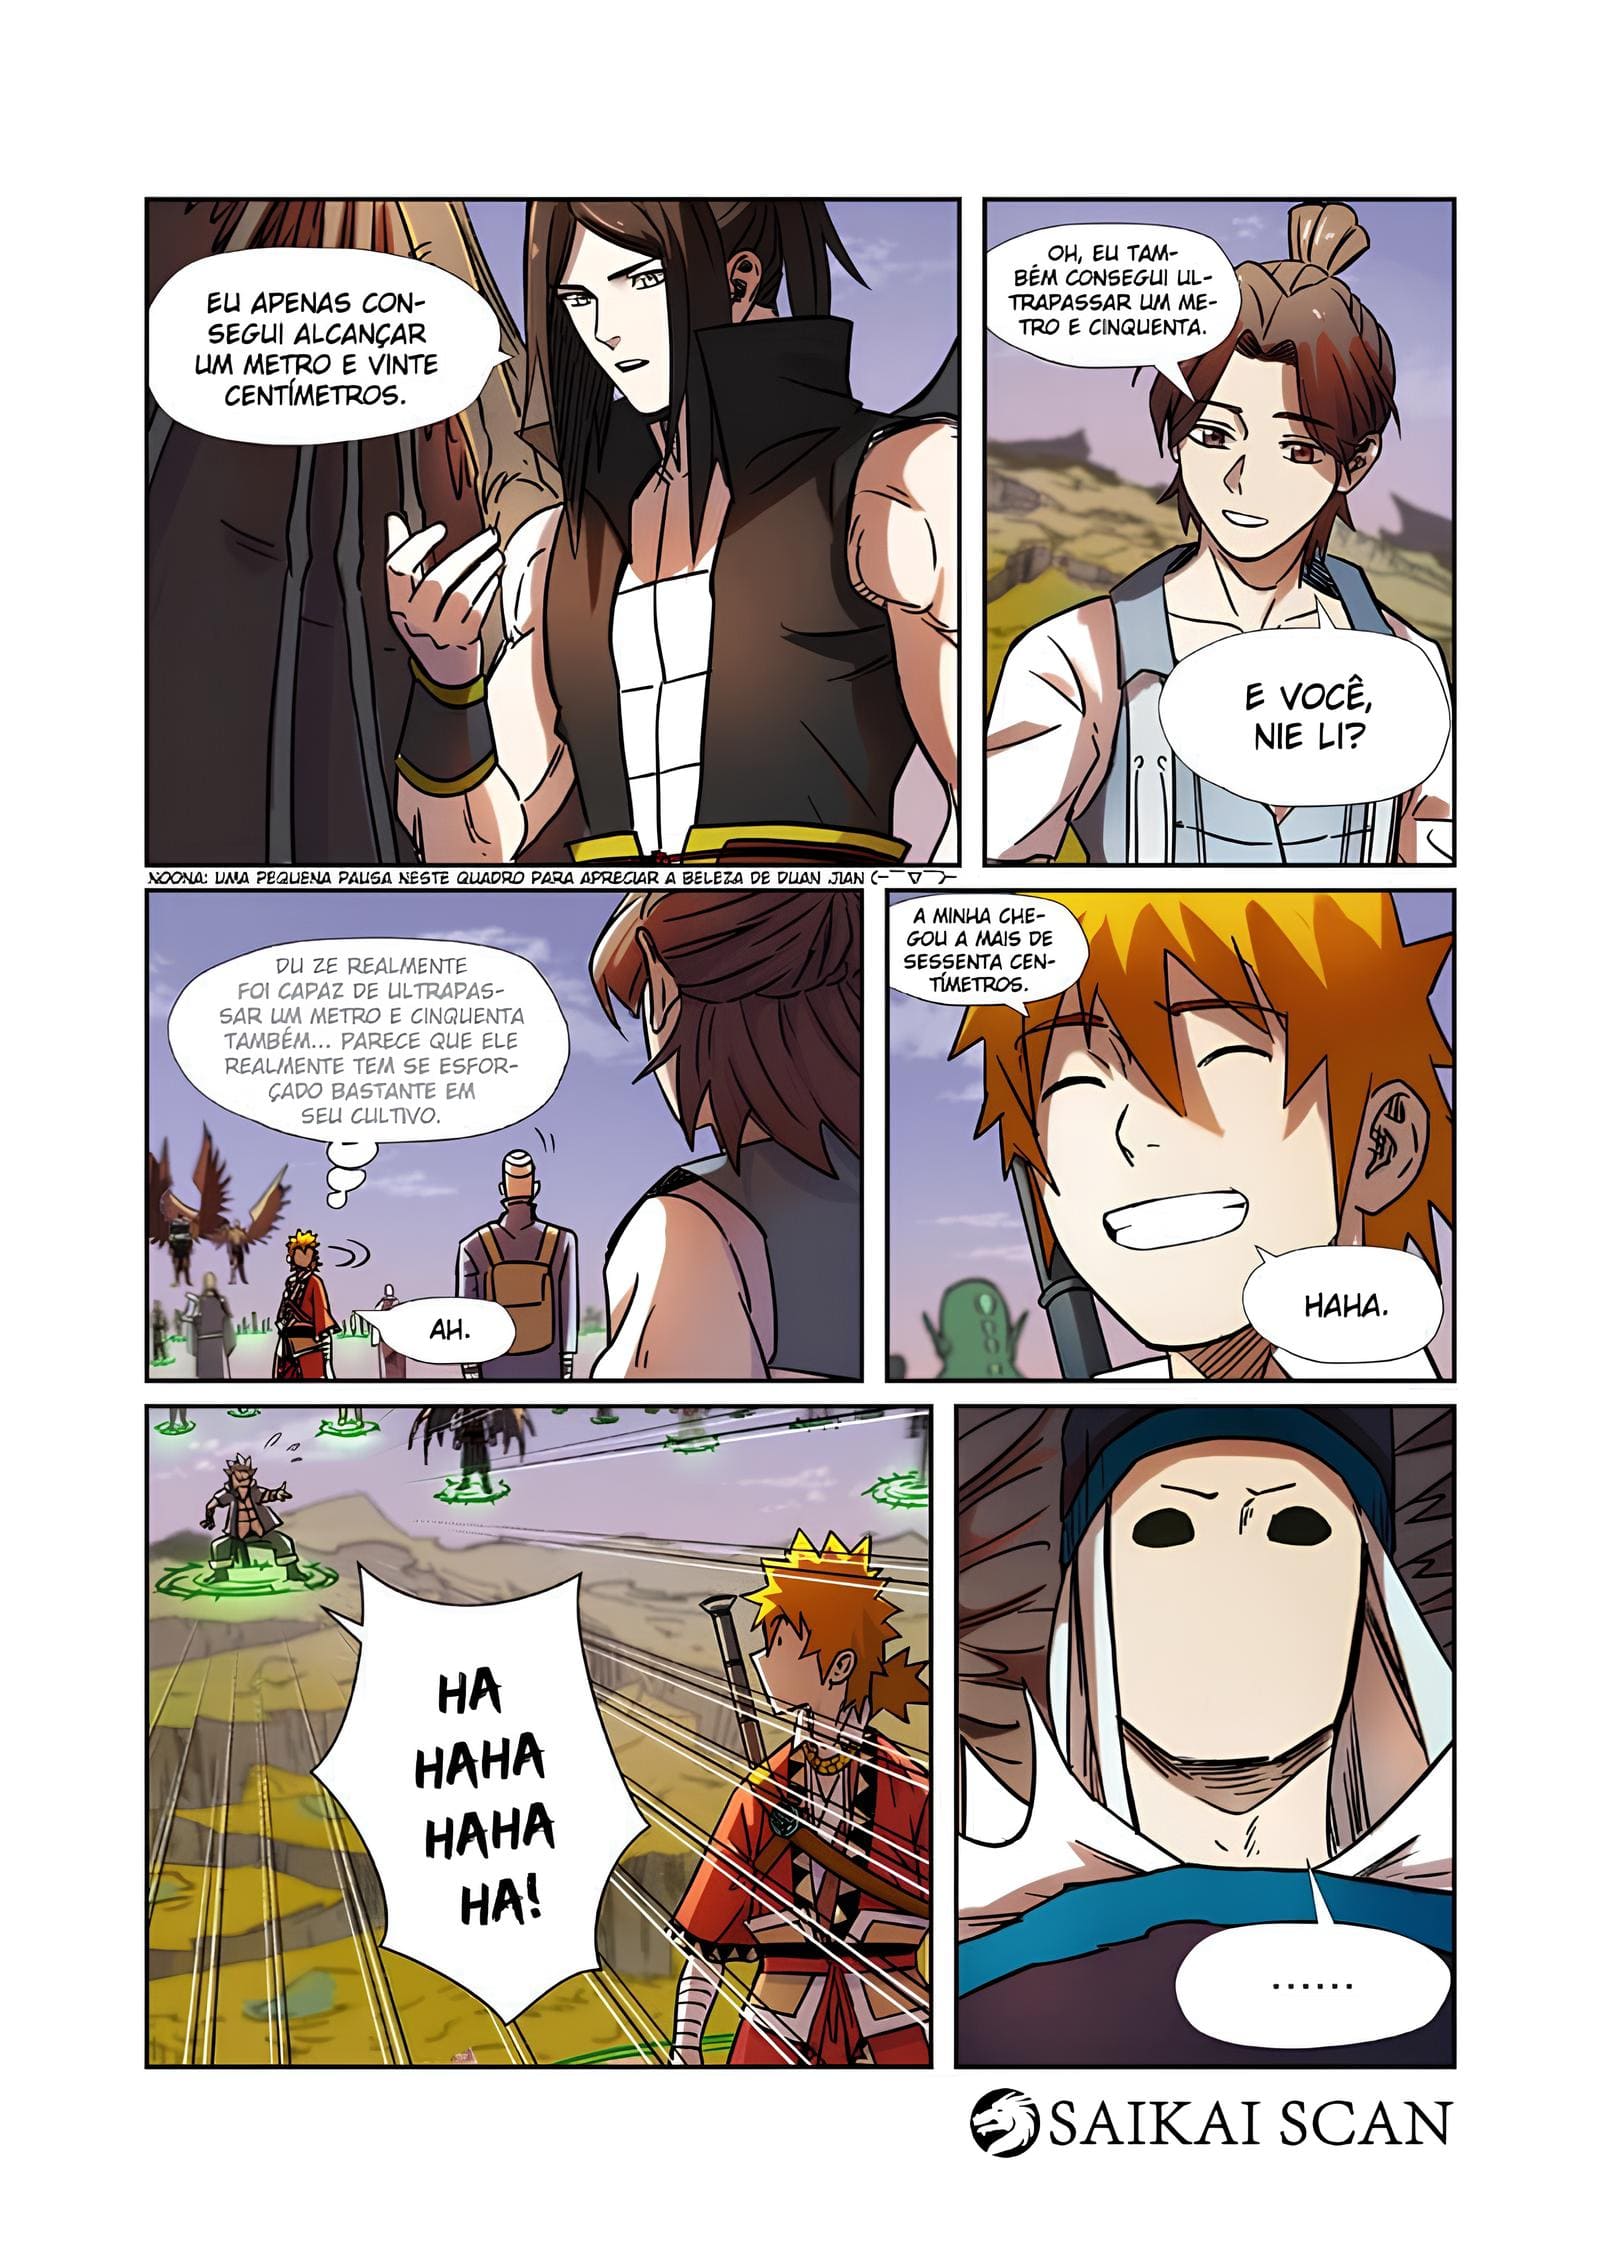 EU APENAS CON-
SEGUI ALCANÇAR
UM METRO E VINTE
CENTÍMETROS.
OH, EU TAM-
BÉM CONSEGUI UL-
TRAPASSAR UM ME-
TRO E CINQUENTA.
E VOCÊ,
NIE LI?
NOONA: UMA PEQUENA PAUSA NESTE QUADRO PARA APRECIAR A BELEZA DE DUAN JIAN (￣▽￣)
DU ZE REALMENTE
FOI CAPAZ DE ULTRAPAS-
SAR UM METRO E CINQUENTA
TAMBÉM... PARECE QUE ELE
REALMENTE TEM SE ESFOR-
ÇADO BASTANTE EM
SEU CULTIVO.
AH.
A MINHA CHE-
GOU A MAIS DE
SESSENTA CEN-
TÍMETROS.
HAHA.
HA
HAHA
HAHA
HA!
......
SAIKAI SCAN